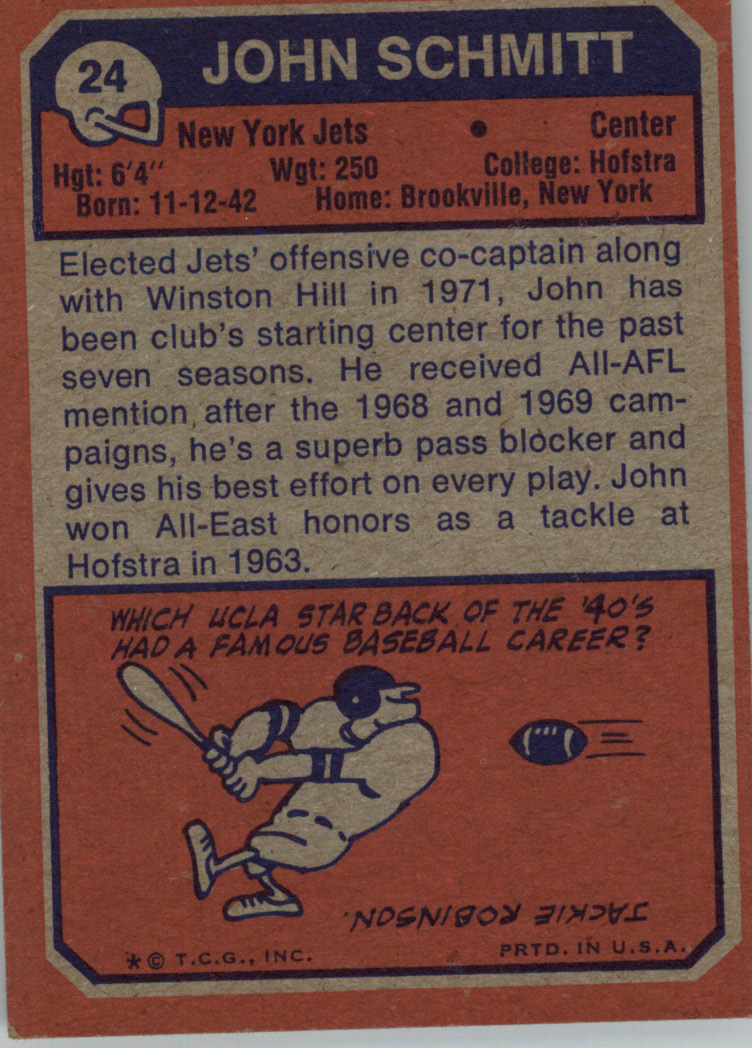 24
JOHN SCHMITT
New York Jets • Center
Hgt: 6'4" Wgt: 250 College: Hofstra
Born: 11-12-42 Home: Brookville, New York
Elected Jets' offensive co-captain along
with Winston Hill in 1971, John has
been club's starting center for the past
seven seasons. He received All-AFL
mention after the 1968 and 1969 cam-
paigns, he's a superb pass blocker and
gives his best effort on every play. John
won All-East honors as a tackle at
Hofstra in 1963.
WHICH UCLA STAR BACK OF THE '40'S
HAD A FAMOUS BASEBALL CAREER?
JACKIE ROBINSON.
* © T.C.G., INC. PRTD. IN U.S.A.